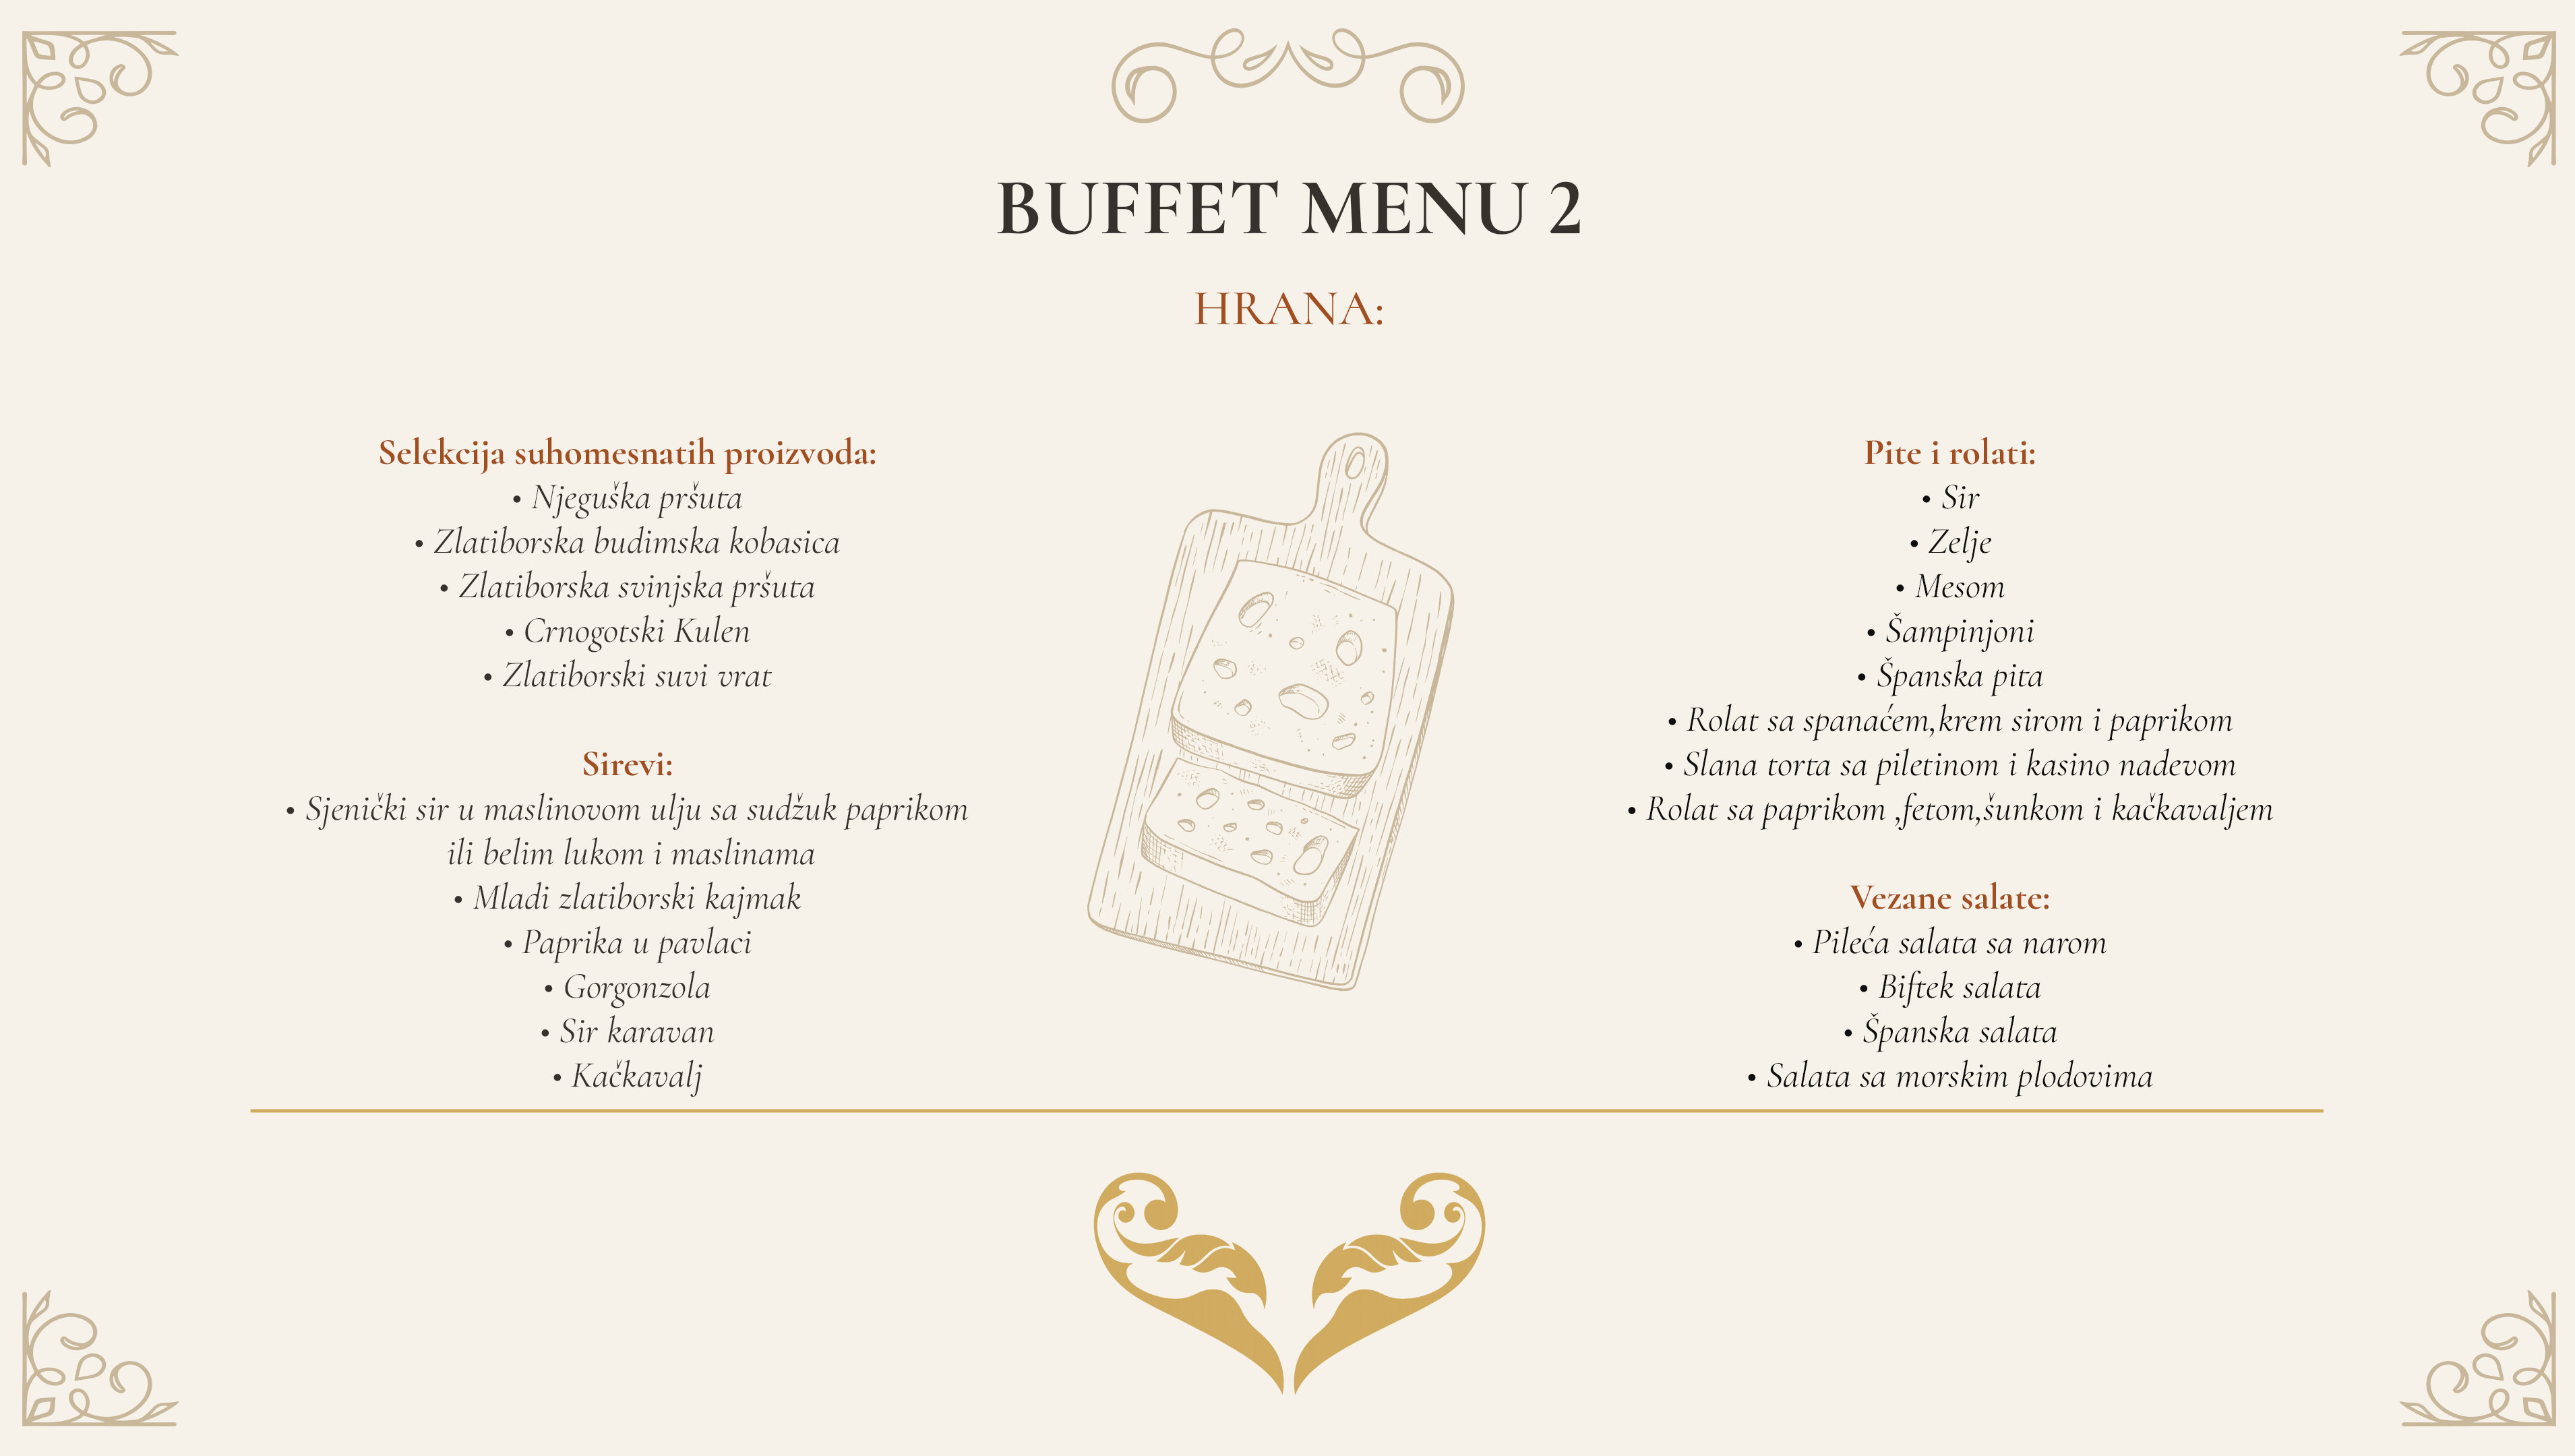 BUFFET MENU 2
HRANA:
Selekcija suhomesnatih proizvoda:
• Njeguška pršuta
• Zlatiborska budimska kobasica
• Zlatiborska svinjska pršuta
• Crnogotski Kulen
• Zlatiborski suvi vrat
Sirevi:
• Sjenički sir u maslinovom ulju sa sudžuk paprikom
ili belim lukom i maslinama
• Mladi zlatiborski kajmak
• Paprika u pavlaci
• Gorgonzola
• Sir karavan
• Kačkavalj
Pite i rolati:
• Sir
• Zelje
• Mesom
• Šampinjoni
• Španska pita
• Rolat sa spanaćem,krem sirom i paprikom
• Slana torta sa piletinom i kasino nadevom
• Rolat sa paprikom ,fetom,šunkom i kačkavaljem
Vezane salate:
• Pileća salata sa narom
• Biftek salata
• Španska salata
• Salata sa morskim plodovima